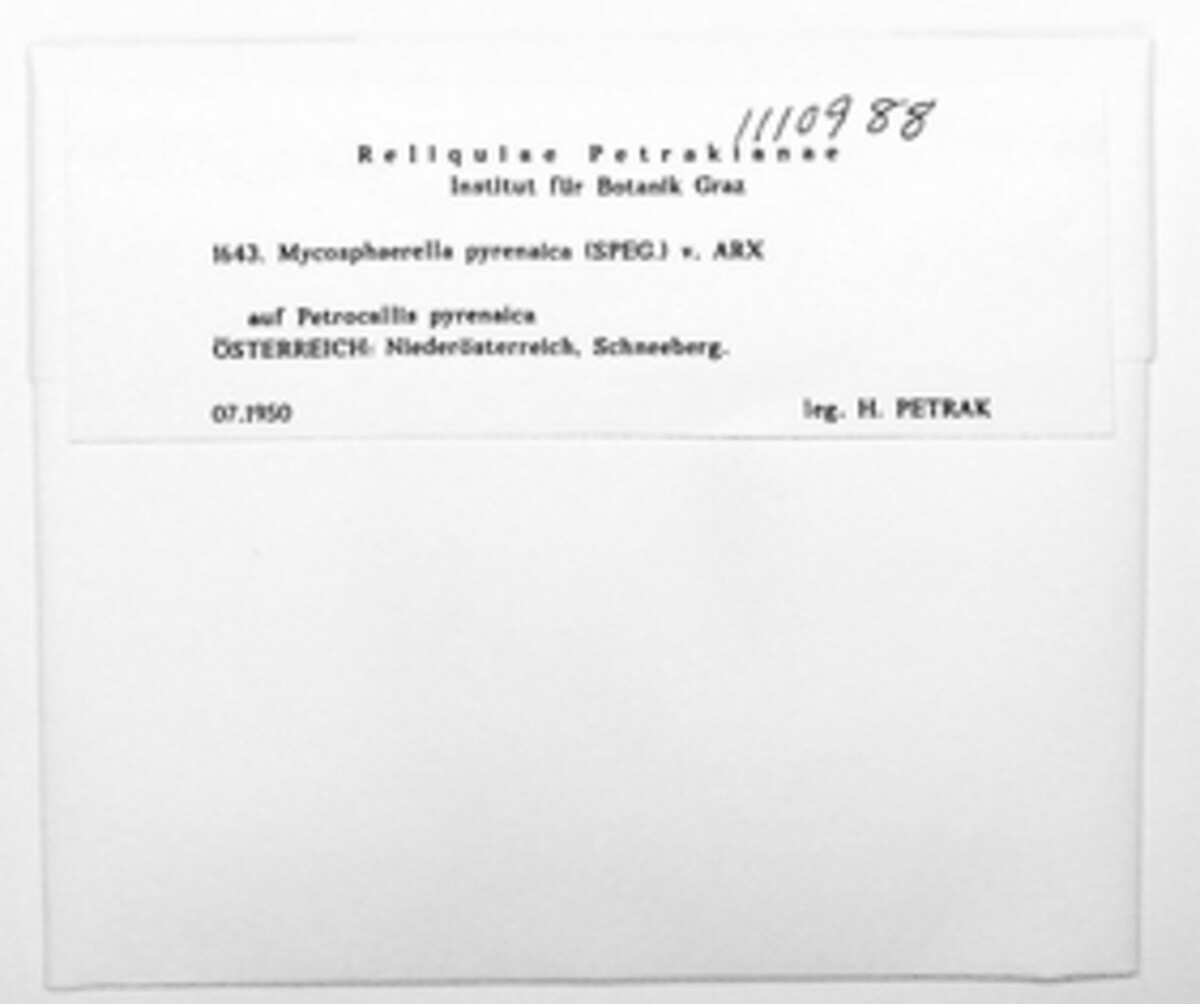 1110988
Reliquiae Petrakianae
Institut für Botanik Graz
1643. Mycosphaerella pyrenaica (SPEG.) v. ARX
auf Petrocallis pyrenaica
ÖSTERREICH: Niederösterreich, Schneeberg.
07.1950 leg. H. PETRAK